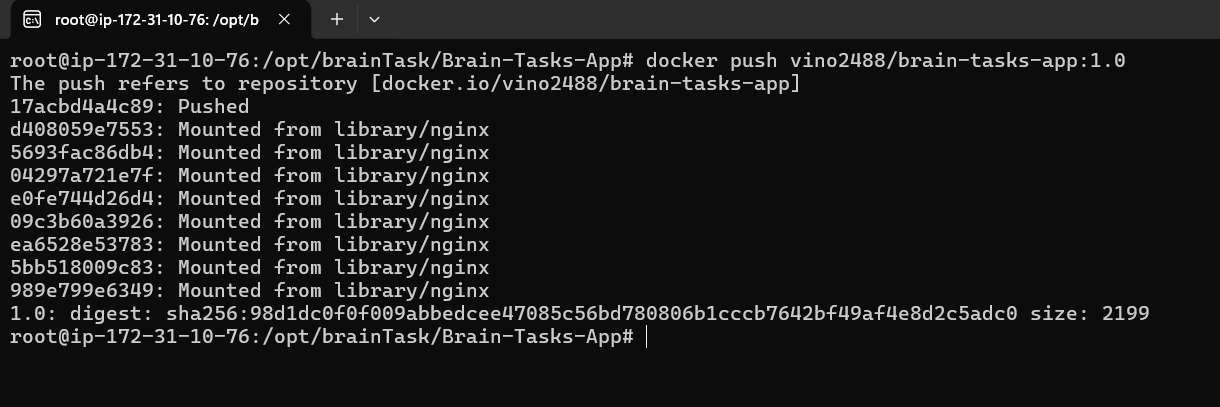 root@ip-172-31-10-76: /opt/b
root@ip-172-31-10-76:/opt/brainTask/Brain-Tasks-App# docker push vino2488/brain-tasks-app:1.0
The push refers to repository [docker.io/vino2488/brain-tasks-app]
17acbd4a4c89: Pushed
d408059e7553: Mounted from library/nginx
5693fac86db4: Mounted from library/nginx
04297a721e7f: Mounted from library/nginx
e0fe744d26d4: Mounted from library/nginx
09c3b60a3926: Mounted from library/nginx
ea6528e53783: Mounted from library/nginx
5bb518009c83: Mounted from library/nginx
989e799e6349: Mounted from library/nginx
1.0: digest: sha256:98d1dc0f0f009abbedcee47085c56bd780806b1cccb7642bf49af4e8d2c5adc0 size: 2199
root@ip-172-31-10-76:/opt/brainTask/Brain-Tasks-App#